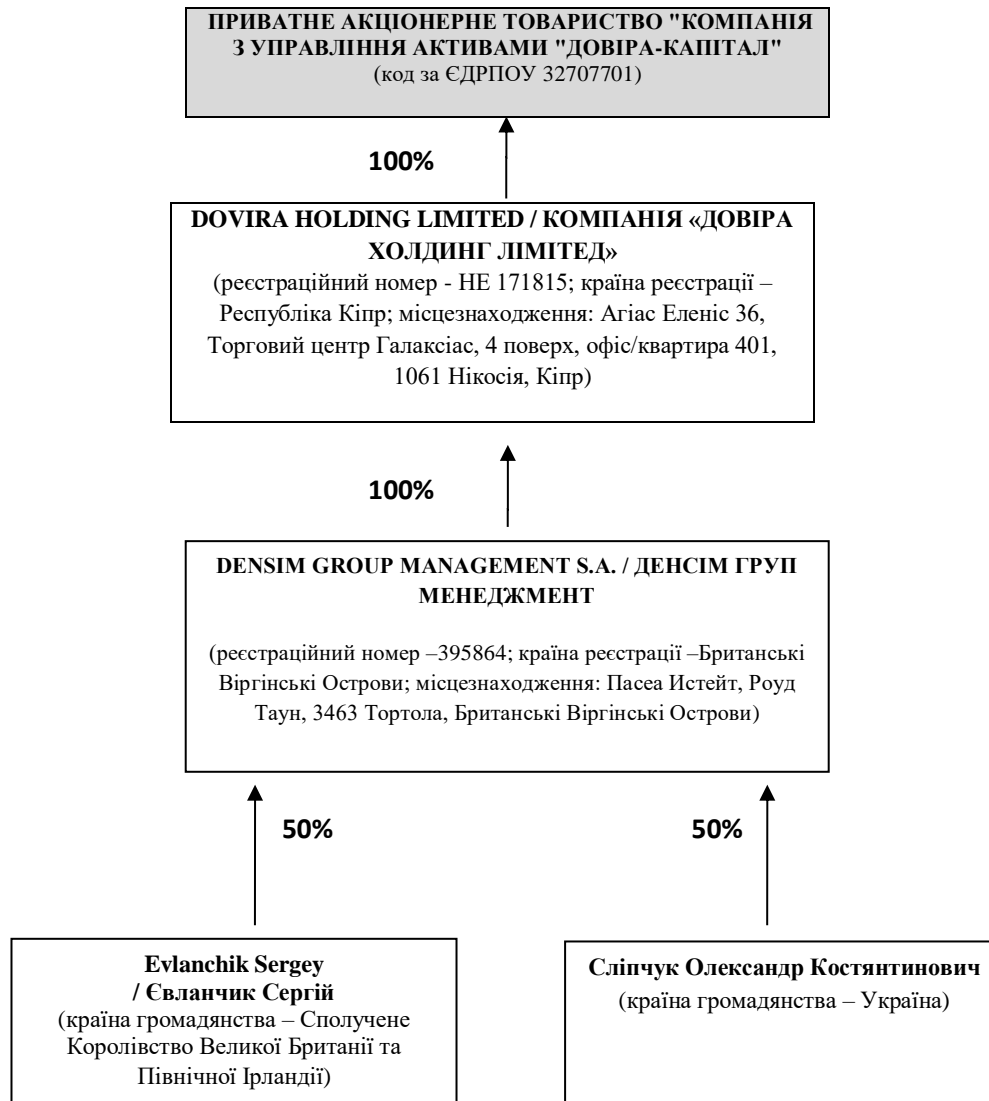 ПРИВАТНЕ АКЦІОНЕРНЕ ТОВАРИСТВО "КОМПАНІЯ
З УПРАВЛІННЯ АКТИВАМИ "ДОВІРА-КАПІТАЛ"
(код за ЄДРПОУ 32707701)
100%
DOVIRA HOLDING LIMITED / КОМПАНІЯ «ДОВІРА
ХОЛДИНГ ЛІМІТЕД»
(реєстраційний номер - НЕ 171815; країна реєстрації –
Республіка Кіпр; місцезнаходження: Агіас Еленіс 36,
Торговий центр Галаксіас, 4 поверх, офіс/квартира 401,
1061 Нікосія, Кіпр)
100%
DENSIM GROUP MANAGEMENT S.A. / ДЕНСІМ ГРУП
МЕНЕДЖМЕНТ
(реєстраційний номер –395864; країна реєстрації –Британські
Віргінські Острови; місцезнаходження: Пасеа Истейт, Роуд
Таун, 3463 Тортола, Британські Віргінські Острови)
50%
50%
Evlanchik Sergey
/ Євланчик Сергій
(країна громадянства – Сполучене
Королівство Великої Британії та
Північної Ірландії)
Сліпчук Олександр Костянтинович
(країна громадянства – Україна)